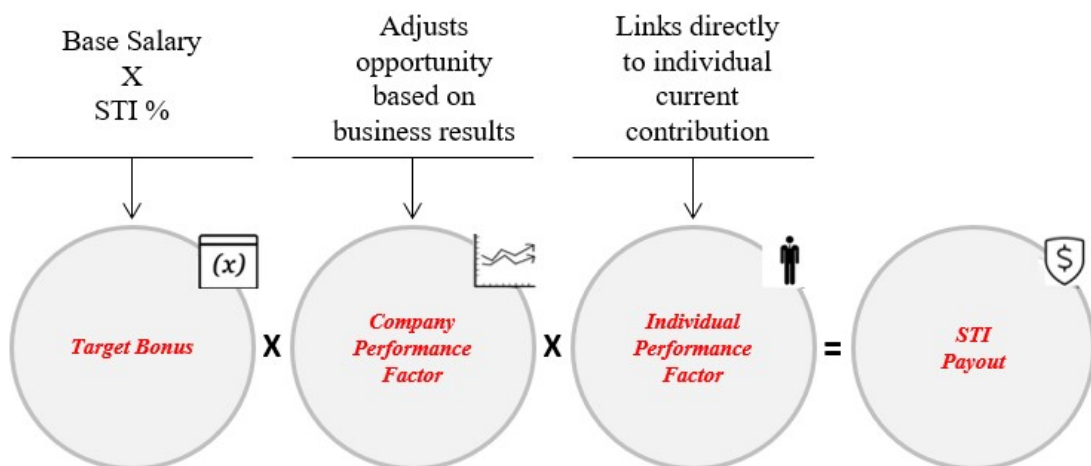 Base Salary
X
STI %
Adjusts
opportunity
based on
business results
Links directly
to individual
current
contribution
(x)
$
Target Bonus
X
Company
Performance
Factor
X
Individual
Performance
Factor
=
STI
Payout